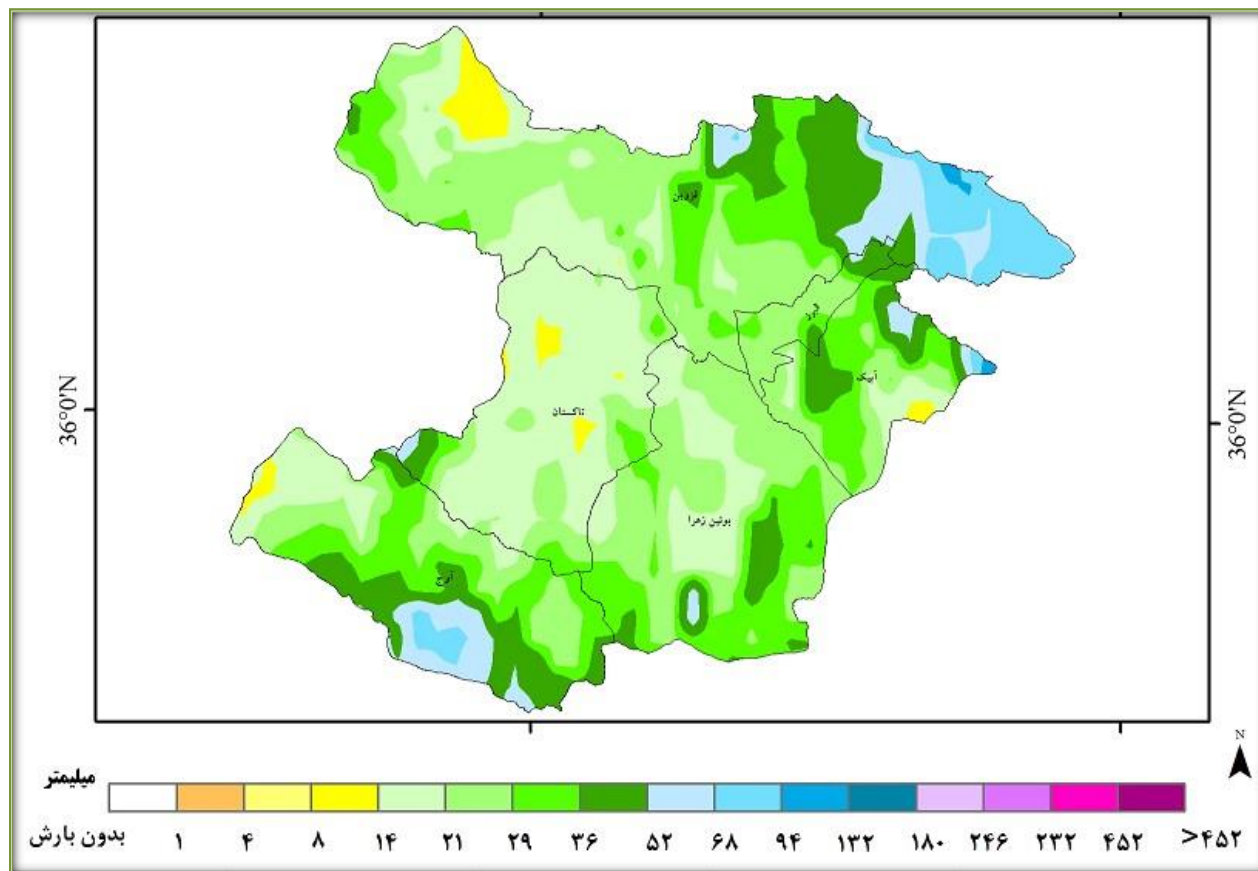 36°0'N
36°0'N
قزوین
البرز
آبیک
تاکستان
بوئین زهرا
آوج
N
میلیمتر
بدون بارش ۱ ۴ ۸ ۱۴ ۲۱ ۲۹ ۳۶ ۵۲ ۶۸ ۹۴ ۱۳۲ ۱۸۰ ۲۴۶ ۲۳۲ ۴۵۲ >۴۵۲